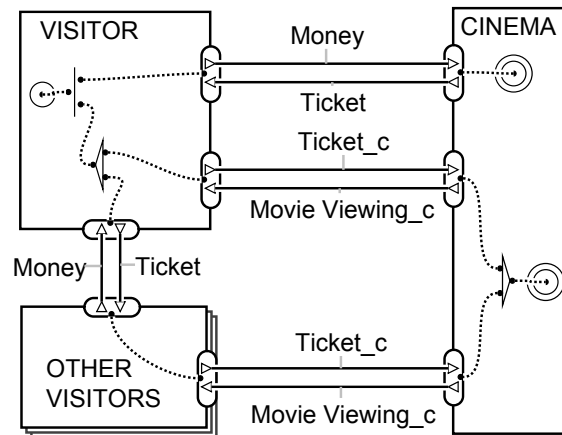 VISITOR
Money
CINEMA
Ticket
Ticket_c
Movie Viewing_c
Money
Ticket
OTHER
VISITORS
Ticket_c
Movie Viewing_c